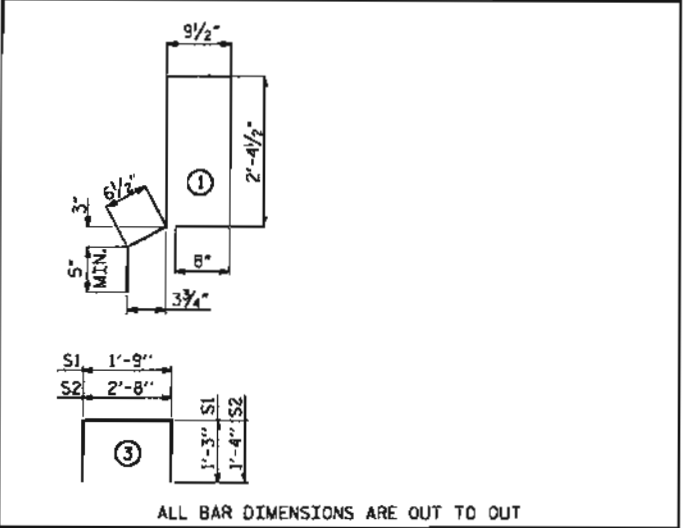 9½"
2'-4½"
①
6½"
3"
5"
MIN.
8"
3¾"
S1 1'-9"
S2 2'-8"
③
1'-3" S1
1'-4" S2
ALL BAR DIMENSIONS ARE OUT TO OUT